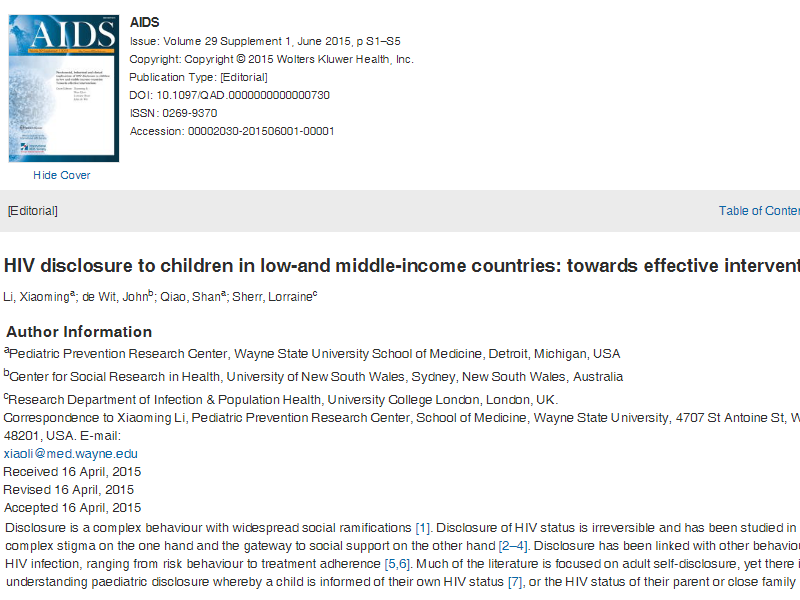 AIDS
AIDS
Issue: Volume 29 Supplement 1, June 2015, p S1–S5
Copyright: Copyright © 2015 Wolters Kluwer Health, Inc.
Publication Type: [Editorial]
DOI: 10.1097/QAD.0000000000000730
ISSN: 0269-9370
Accession: 00002030-201506001-00001
Hide Cover
[Editorial]
Table of Conten
HIV disclosure to children in low-and middle-income countries: towards effective intervent
Li, Xiaomingᵃ; de Wit, Johnᵇ; Qiao, Shanᵃ; Sherr, Lorraineᶜ
Author Information
ᵃPediatric Prevention Research Center, Wayne State University School of Medicine, Detroit, Michigan, USA
ᵇCenter for Social Research in Health, University of New South Wales, Sydney, New South Wales, Australia
ᶜResearch Department of Infection & Population Health, University College London, London, UK.
Correspondence to Xiaoming Li, Pediatric Prevention Research Center, School of Medicine, Wayne State University, 4707 St Antoine St, W
48201, USA. E-mail:
xiaoli@med.wayne.edu
Received 16 April, 2015
Revised 16 April, 2015
Accepted 16 April, 2015
Disclosure is a complex behaviour with widespread social ramifications [1]. Disclosure of HIV status is irreversible and has been studied in
complex stigma on the one hand and the gateway to social support on the other hand [2–4]. Disclosure has been linked with other behaviou
HIV infection, ranging from risk behaviour to treatment adherence [5,6]. Much of the literature is focused on adult self-disclosure, yet there i
understanding paediatric disclosure whereby a child is informed of their own HIV status [7], or the HIV status of their parent or close family